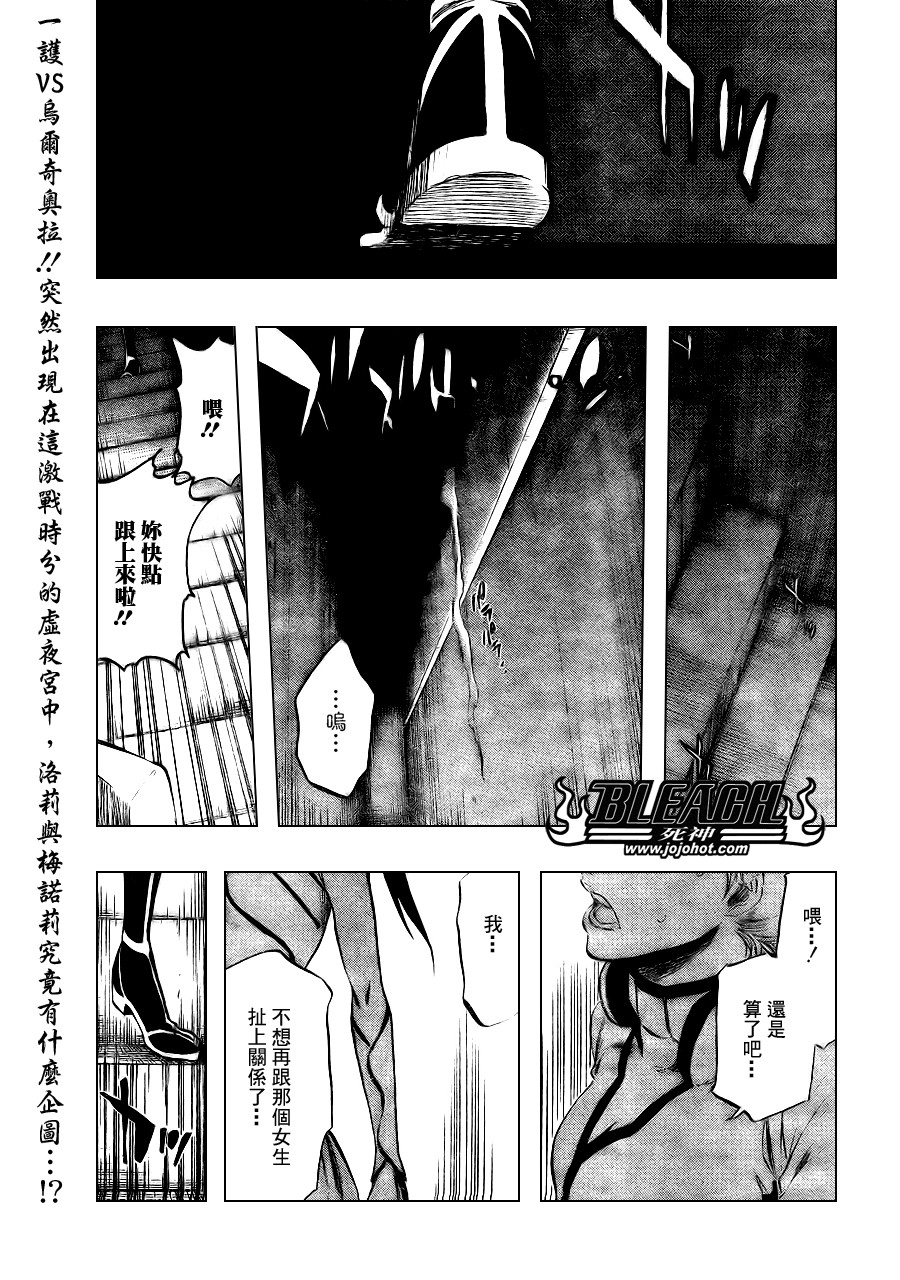 一護VS烏爾奇奧拉!!突然出現在這激戰時分的虛夜宮中，洛莉與梅諾莉究竟有什麼企圖…!?
…嗚…
喂!!
妳快點
跟上來啦!!
BLEACH
死神
www.jojohot.com
喂…!
還是
算了吧…
我…
不想再跟那個女生
扯上關係了…